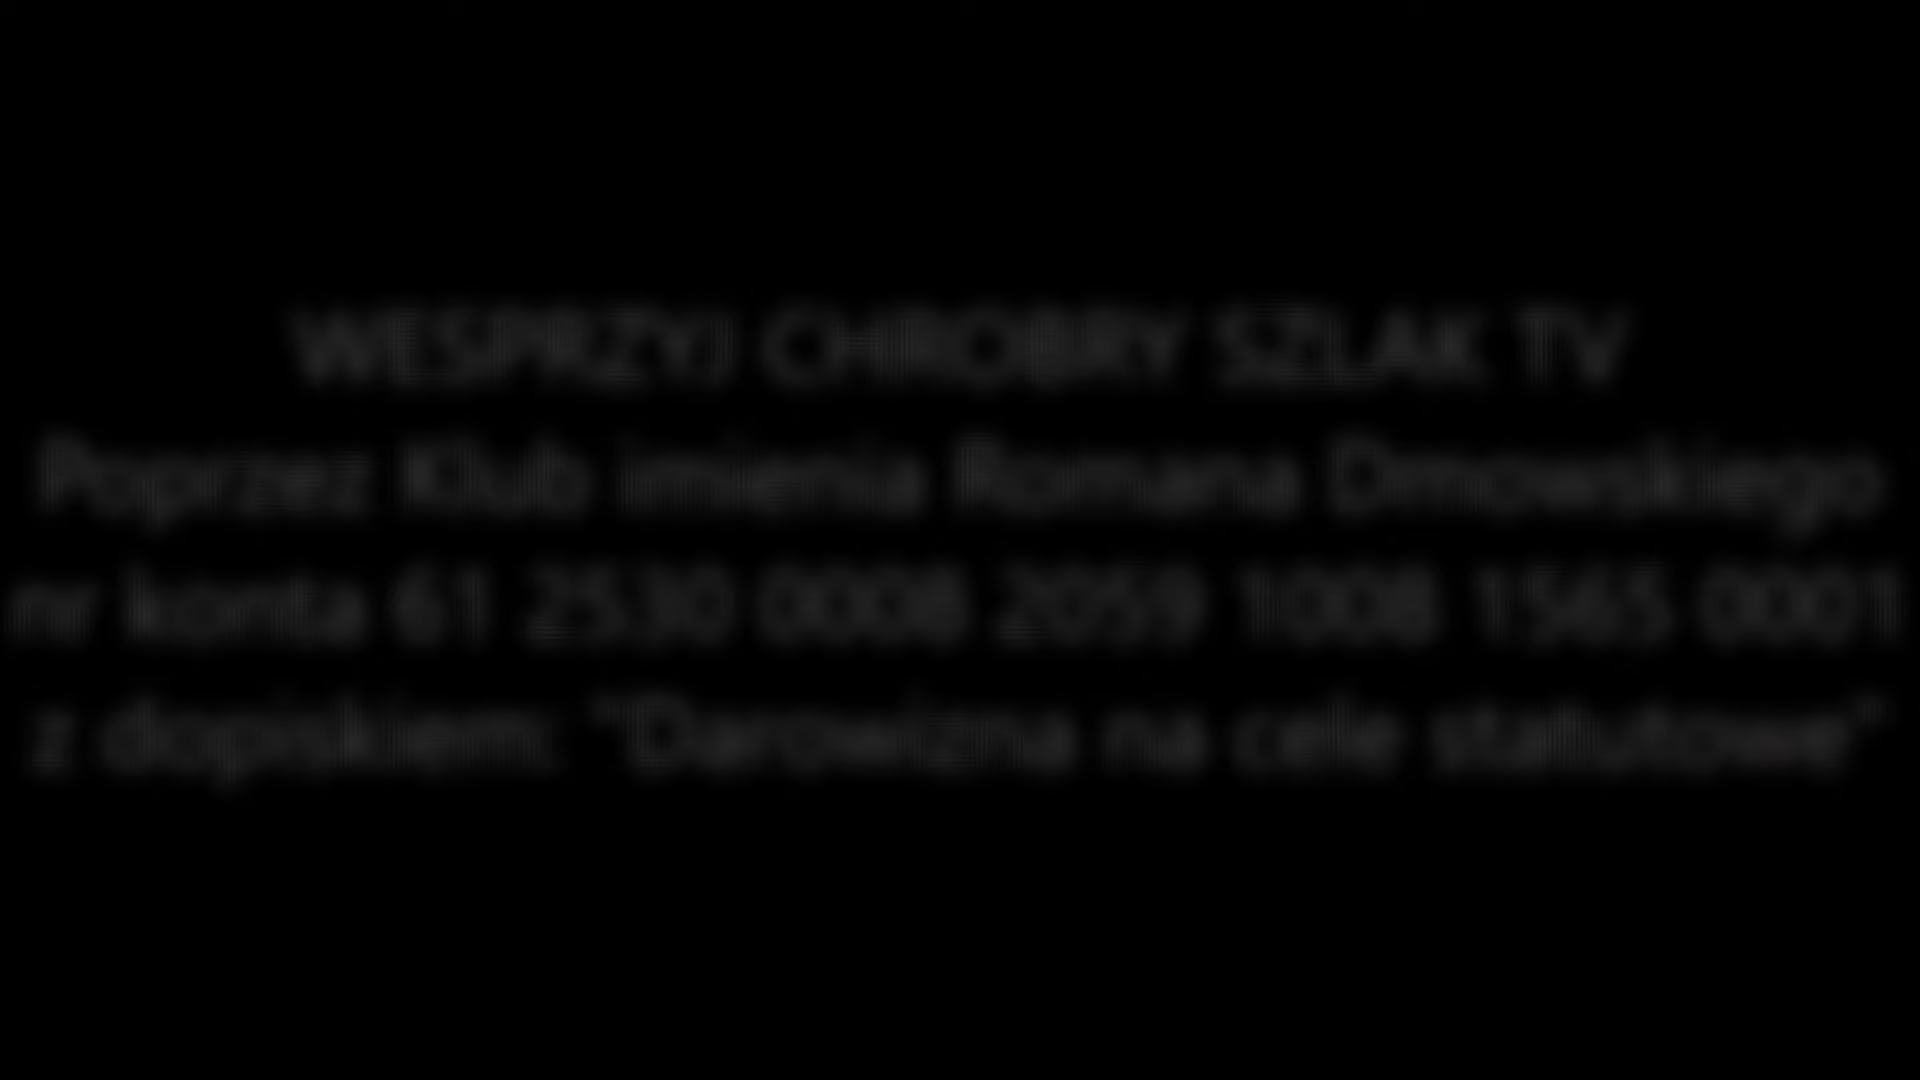 WESPRZYJ CHROBRY SZLAK TV
Poprzez Klub imienia Romana Dmowskiego
nr konta 61 2530 0008 2059 1008 1565 0001
z dopiskiem: "Darowizna na cele statutowe"